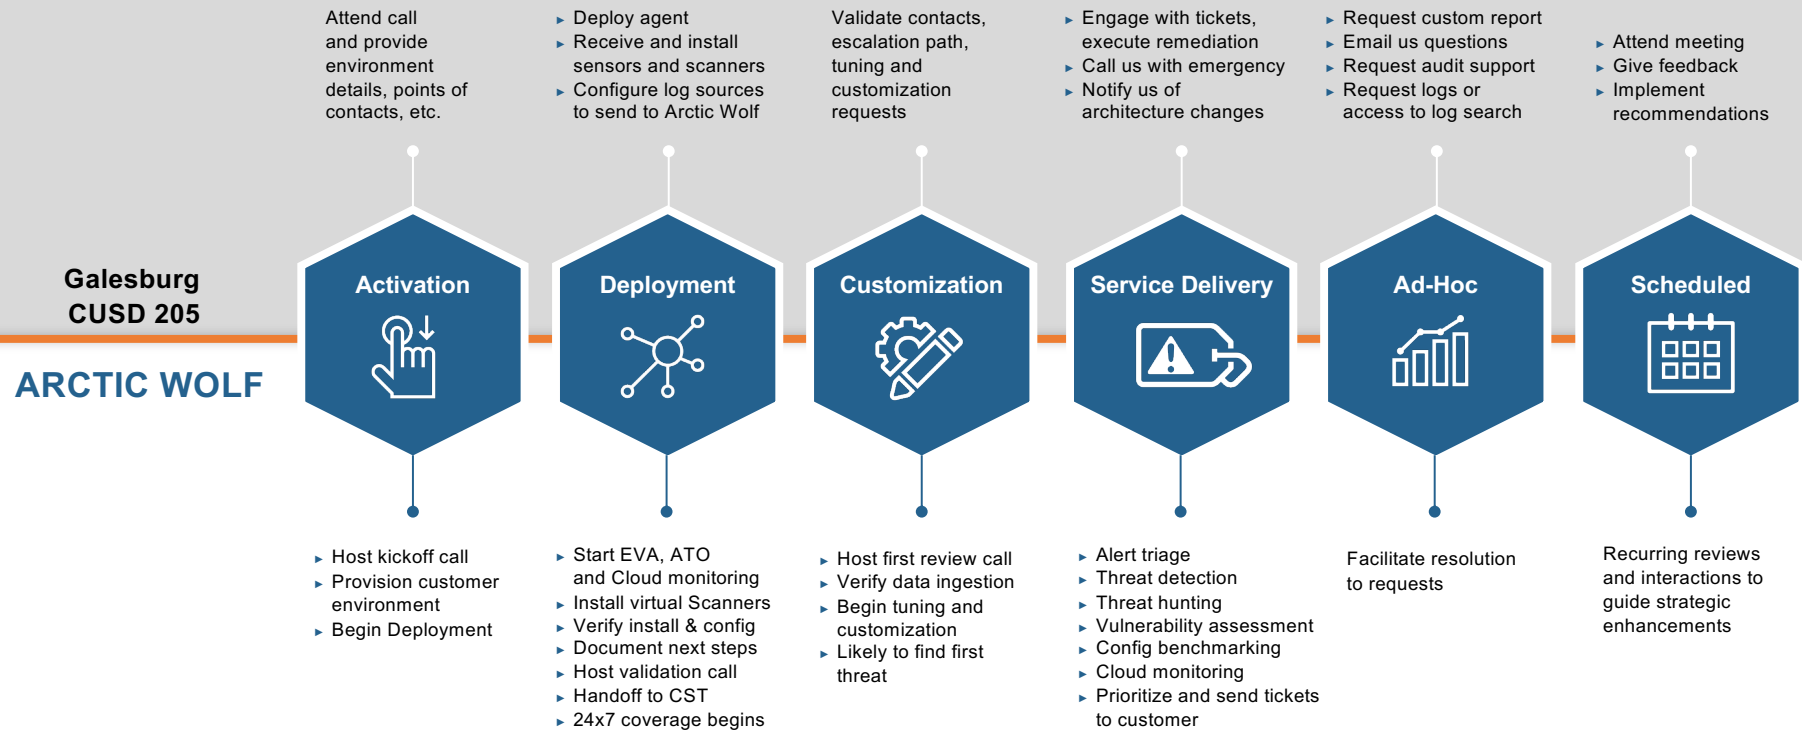 Attend call
and provide
environment
details, points of
contacts, etc.
► Deploy agent
► Receive and install
sensors and scanners
► Configure log sources
to send to Arctic Wolf
Validate contacts,
escalation path,
tuning and
customization
requests
► Engage with tickets,
execute remediation
► Call us with emergency
► Notify us of
architecture changes
► Request custom report
► Email us questions
► Request audit support
► Request logs or
access to log search
► Attend meeting
► Give feedback
► Implement
recommendations
Galesburg
CUSD 205
ARCTIC WOLF
Activation
Deployment
Customization
Service Delivery
Ad-Hoc
Scheduled
► Host kickoff call
► Provision customer
environment
► Begin Deployment
► Start EVA, ATO
and Cloud monitoring
► Install virtual Scanners
► Verify install & config
► Document next steps
► Host validation call
► Handoff to CST
► 24x7 coverage begins
► Host first review call
► Verify data ingestion
► Begin tuning and
customization
► Likely to find first
threat
► Alert triage
► Threat detection
► Threat hunting
► Vulnerability assessment
► Config benchmarking
► Cloud monitoring
► Prioritize and send tickets
to customer
Facilitate resolution
to requests
Recurring reviews
and interactions to
guide strategic
enhancements